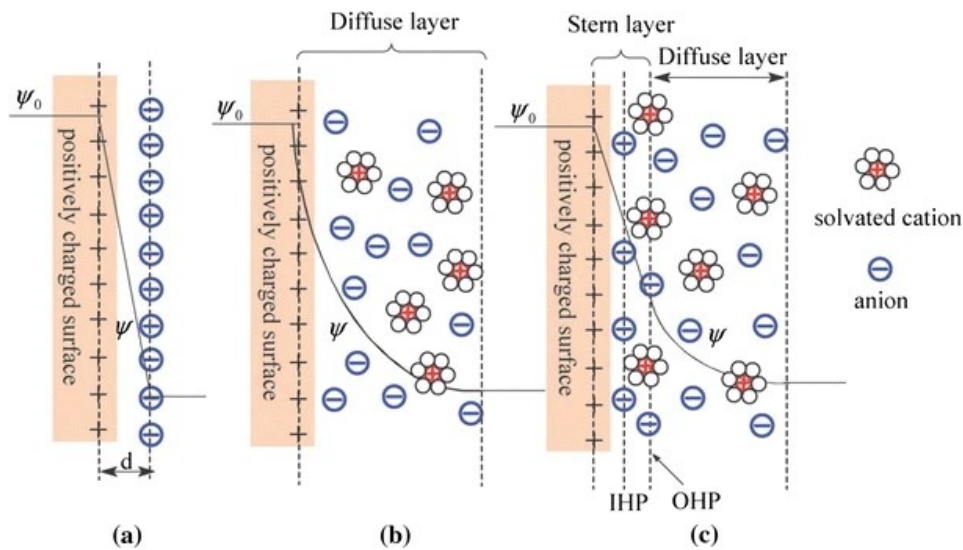 Diffuse layer
Stern layer
Diffuse layer
ψ₀
ψ₀
ψ₀
positively charged surface
positively charged surface
positively charged surface
ψ
ψ
ψ
solvated cation
anion
d
IHP
OHP
(a)
(b)
(c)